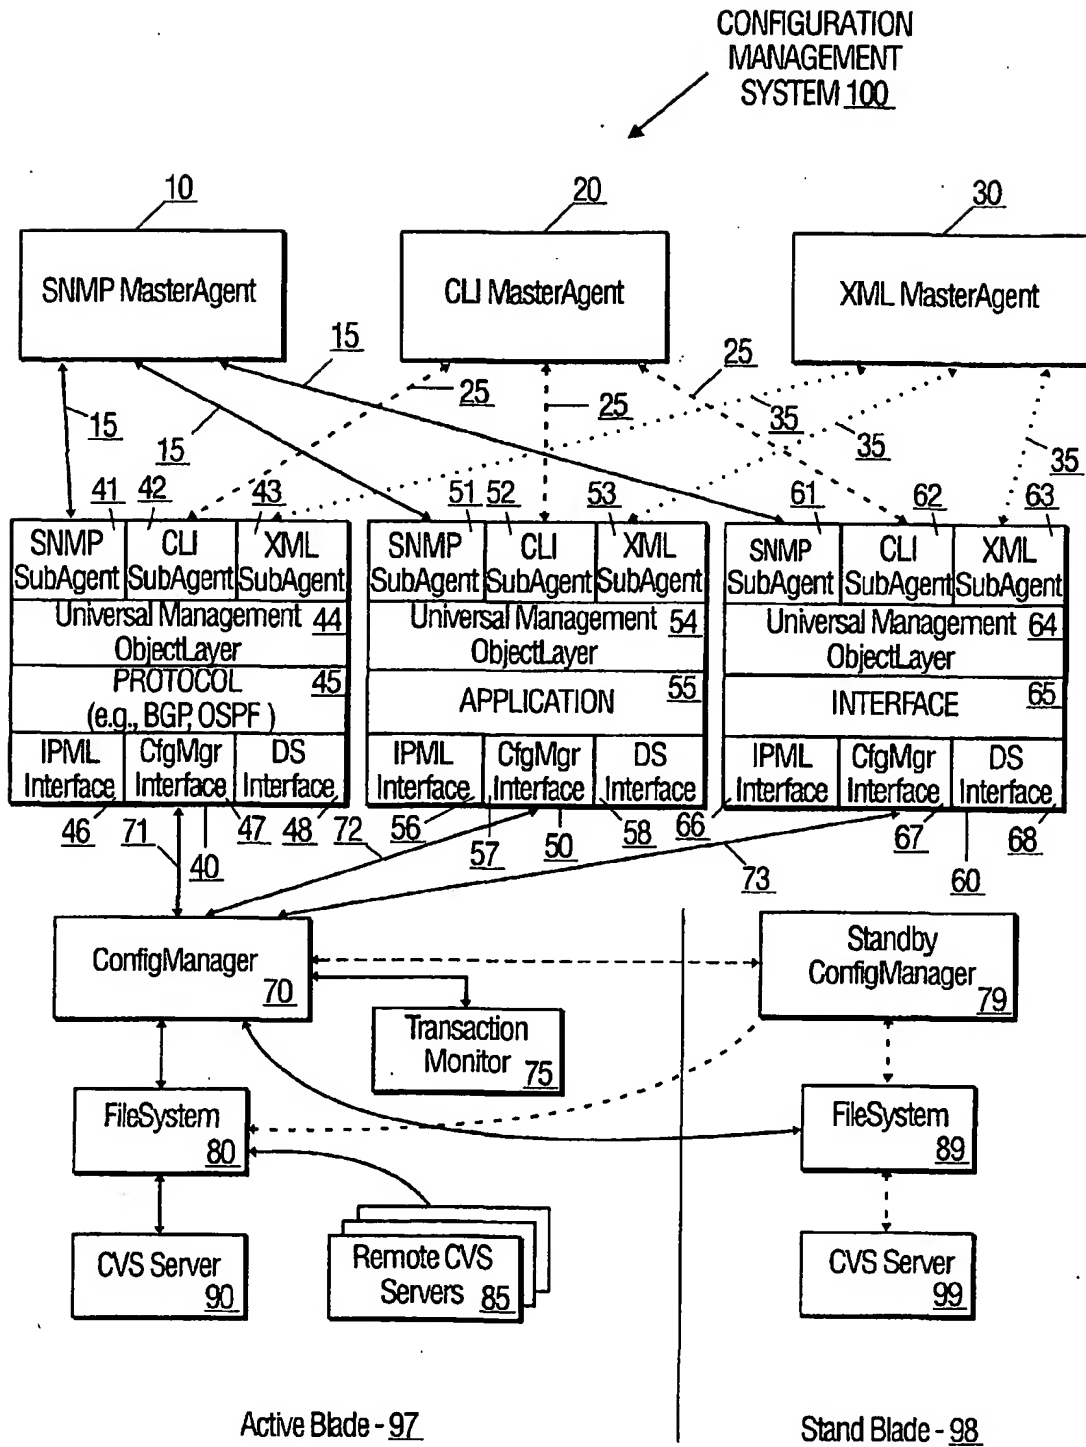 CONFIGURATION
MANAGEMENT
SYSTEM 100
10
20
30
SNMP MasterAgent
CLI MasterAgent
XML MasterAgent
15
25
15
15
25
25
35
35
35
41
42
43
51
52
53
61
62
63
SNMP SubAgent
CLI SubAgent
XML SubAgent
SNMP SubAgent
CLI SubAgent
XML SubAgent
SNMP SubAgent
CLI SubAgent
XML SubAgent
Universal Management 44
ObjectLayer
Universal Management 54
ObjectLayer
Universal Management 64
ObjectLayer
PROTOCOL 45
(e.g., BGP, OSPF )
APPLICATION 55
INTERFACE 65
IPML Interface
CfgMgr Interface
DS Interface
IPML Interface
CfgMgr Interface
DS Interface
IPML Interface
CfgMgr Interface
DS Interface
46
71
40
47
48
72
56
57
50
58
66
73
67
60
68
ConfigManager
70
Standby
ConfigManager
79
Transaction
Monitor 75
FileSystem
80
FileSystem
89
CVS Server
90
Remote CVS
Servers 85
CVS Server
99
Active Blade - 97
Stand Blade - 98